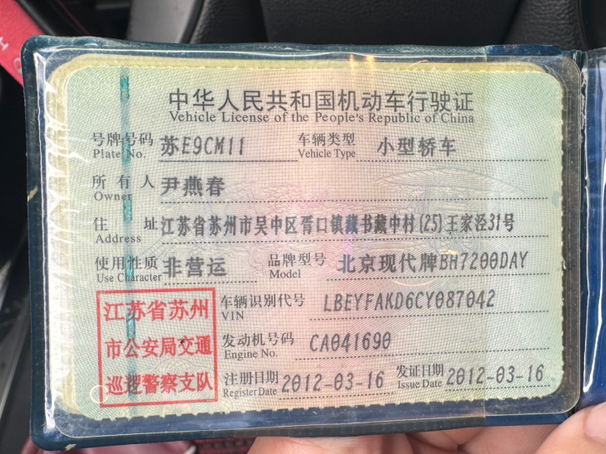 中华人民共和国机动车行驶证
Vehicle License of the People's Republic of China
号牌号码 苏E9CM11 车辆类型 小型轿车
Plate No. Vehicle Type
所有人 尹燕春
Owner
住址 江苏省苏州市吴中区胥口镇藏书藏中村(25)王家泾31号
Address
使用性质 非营运 品牌型号 北京现代牌BH7200DAY
Use Character Model
江苏省苏州
市公安局交通
巡逻警察支队
车辆识别代号 LBEYFAKD6CY087042
VIN
发动机号码 CA041690
Engine No.
注册日期 2012-03-16 发证日期 2012-03-16
Register Date Issue Date